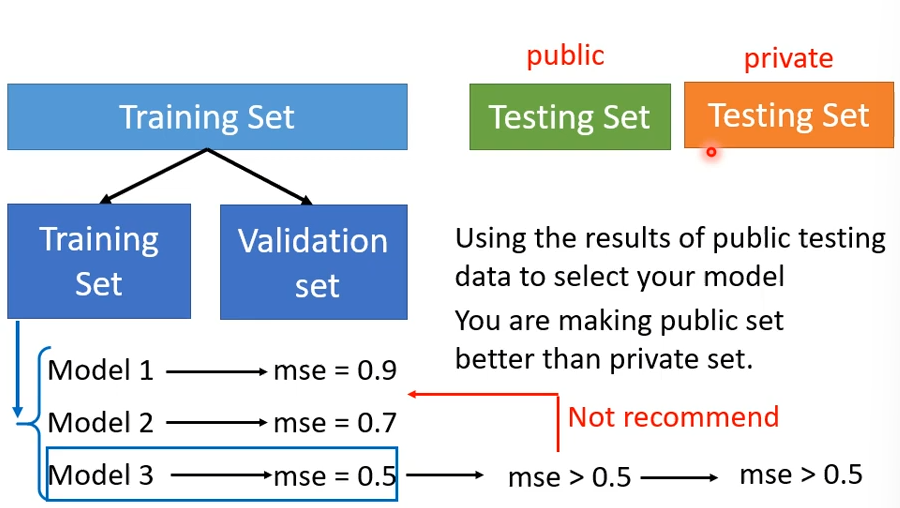 public
private
Training Set
Testing Set
Testing Set
Training
Set
Validation
set
Using the results of public testing
data to select your model
You are making public set
better than private set.
Model 1
mse = 0.9
Model 2
mse = 0.7
Not recommend
Model 3
mse = 0.5
mse > 0.5
mse > 0.5